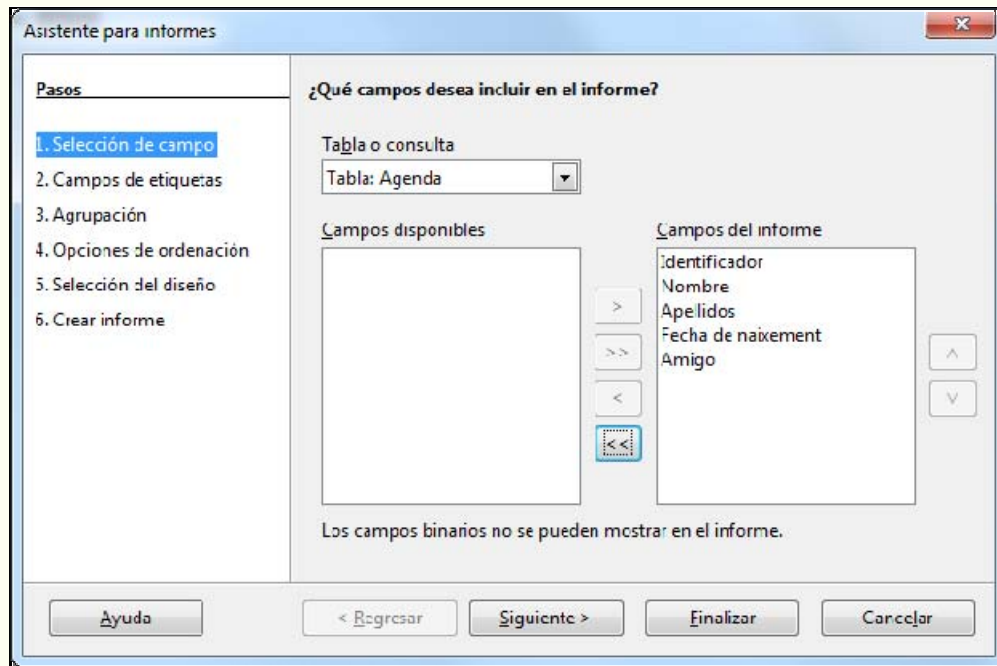 Asistente para informes
Pasos
1. Selección de campo
2. Campos de etiquetas
3. Agrupación
4. Opciones de ordenación
5. Selección del diseño
6. Crear informe
¿Qué campos desea incluir en el informe?
Tabla o consulta
Tabla: Agenda
Campos disponibles
>
>>
<
<<
Campos del informe
Identificador
Nombre
Apellidos
Fecha de naixement
Amigo
Los campos binarios no se pueden mostrar en el informe.
Ayuda
< Regresar
Siguiente >
Finalizar
Cancelar